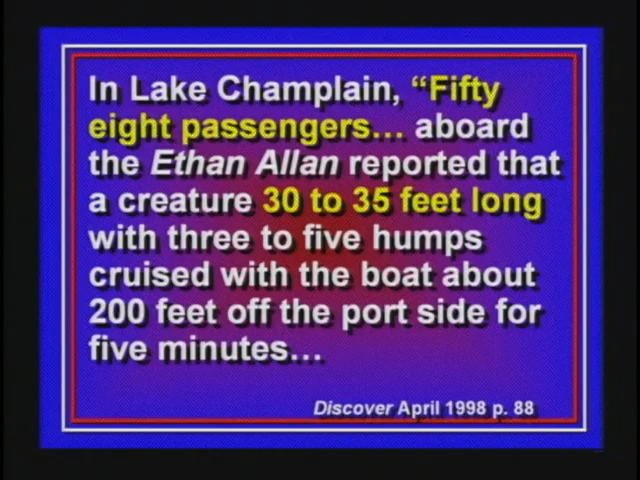 In Lake Champlain, “Fifty
eight passengers… aboard
the Ethan Allan reported that
a creature 30 to 35 feet long
with three to five humps
cruised with the boat about
200 feet off the port side for
five minutes…
Discover April 1998 p. 88